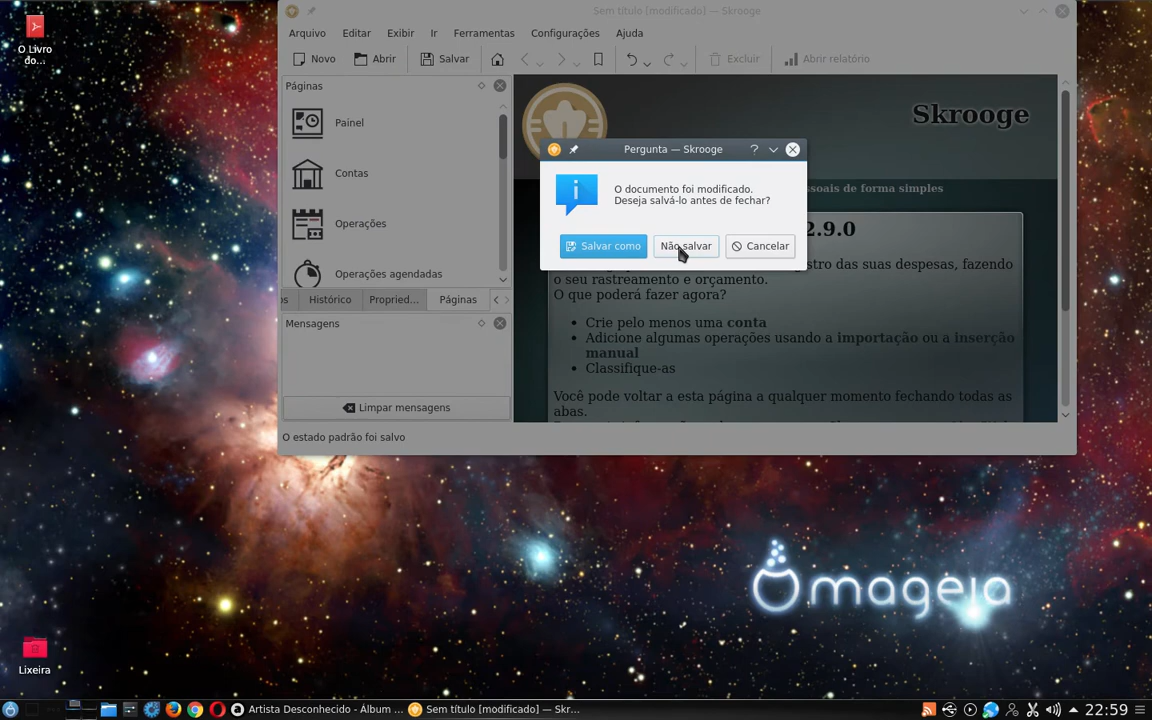 O Livro
do...
Sem título [modificado] — Skrooge
Arquivo Editar Exibir Ir Ferramentas Configurações Ajuda
Novo Abrir Salvar Excluir Abrir relatório
Páginas
Painel
Contas
Operações
Operações agendadas
os Histórico Propried... Páginas
Mensagens
Limpar mensagens
O estado padrão foi salvo
Skrooge
ssoais de forma simples
2.9.0
stro das suas despesas, fazendo
o seu rastreamento e orçamento.
O que poderá fazer agora?
• Crie pelo menos uma conta
• Adicione algumas operações usando a importação ou a inserção
manual
• Classifique-as
Você pode voltar a esta página a qualquer momento fechando todas as
abas.
Pergunta — Skrooge
O documento foi modificado.
Deseja salvá-lo antes de fechar?
Salvar como Não salvar Cancelar
mageia
Lixeira
Artista Desconhecido - Álbum ... Sem título [modificado] — Skr... 22:59